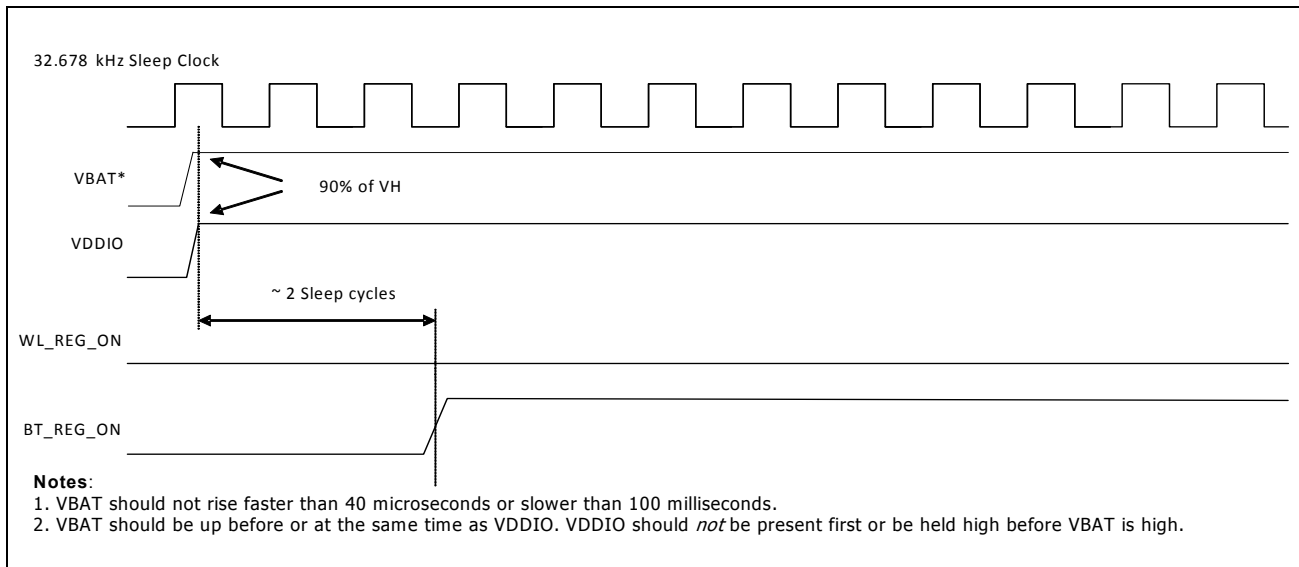 32.678 kHz Sleep Clock
VBAT*
90% of VH
VDDIO
~ 2 Sleep cycles
WL_REG_ON
BT_REG_ON
Notes:
1. VBAT should not rise faster than 40 microseconds or slower than 100 milliseconds.
2. VBAT should be up before or at the same time as VDDIO. VDDIO should not be present first or be held high before VBAT is high.